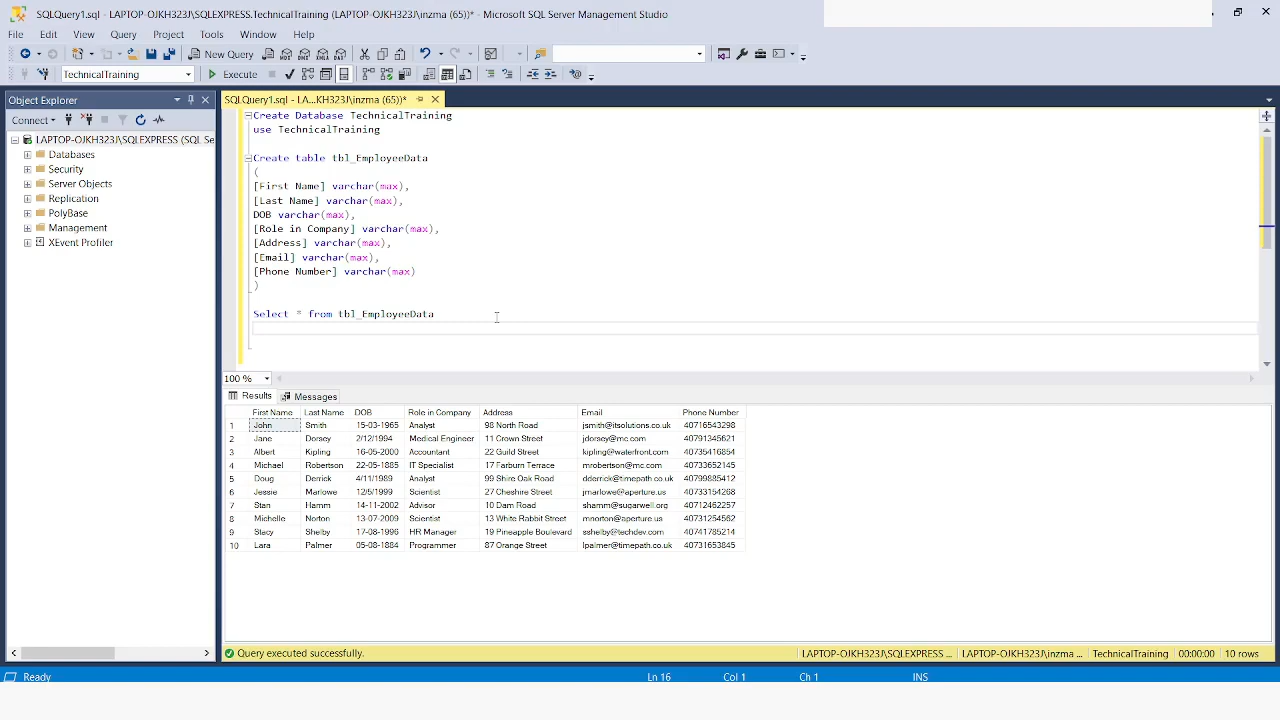 SQLQuery1.sql - LAPTOP-OJKH323J\SQLEXPRESS.TechnicalTraining (LAPTOP-OJKH323J\inzma (65))* - Microsoft SQL Server Management Studio
File Edit View Query Project Tools Window Help
New Query
TechnicalTraining Execute
Object Explorer
Connect
LAPTOP-OJKH323J\SQLEXPRESS (SQL Se
Databases
Security
Server Objects
Replication
PolyBase
Management
XEvent Profiler
SQLQuery1.sql - LA...KH323J\inzma (65))*
Create Database TechnicalTraining
use TechnicalTraining
Create table tbl_EmployeeData
(
[First Name] varchar(max),
[Last Name] varchar(max),
DOB varchar(max),
[Role in Company] varchar(max),
[Address] varchar(max),
[Email] varchar(max),
[Phone Number] varchar(max)
)
Select * from tbl_EmployeeData
100 %
Results Messages
First Name Last Name DOB Role in Company Address Email Phone Number
1 John Smith 15-03-1965 Analyst 98 North Road jsmith@itsolutions.co.uk 40716543298
2 Jane Dorsey 2/12/1994 Medical Engineer 11 Crown Street jdorsey@mc.com 40791345621
3 Albert Kipling 16-05-2000 Accountant 22 Guild Street kipling@waterfront.com 40735416854
4 Michael Robertson 22-05-1885 IT Specialist 17 Farburn Terrace mrobertson@mc.com 40733652145
5 Doug Derrick 4/11/1989 Analyst 99 Shire Oak Road dderrick@timepath.co.uk 40799885412
6 Jessie Marlowe 12/5/1999 Scientist 27 Cheshire Street jmarlowe@aperture.us 40733154268
7 Stan Hamm 14-11-2002 Advisor 10 Dam Road shamm@sugarwell.org 40712462257
8 Michelle Norton 13-07-2009 Scientist 13 White Rabbit Street mnorton@aperture.us 40731254562
9 Stacy Shelby 17-08-1996 HR Manager 19 Pineapple Boulevard sshelby@techdev.com 40741785214
10 Lara Palmer 05-08-1884 Programmer 87 Orange Street lpalmer@timepath.co.uk 40731653845
Query executed successfully. LAPTOP-OJKH323J\SQLEXPRESS ... LAPTOP-OJKH323J\inzma ... TechnicalTraining 00:00:00 10 rows
Ready Ln 16 Col 1 Ch 1 INS